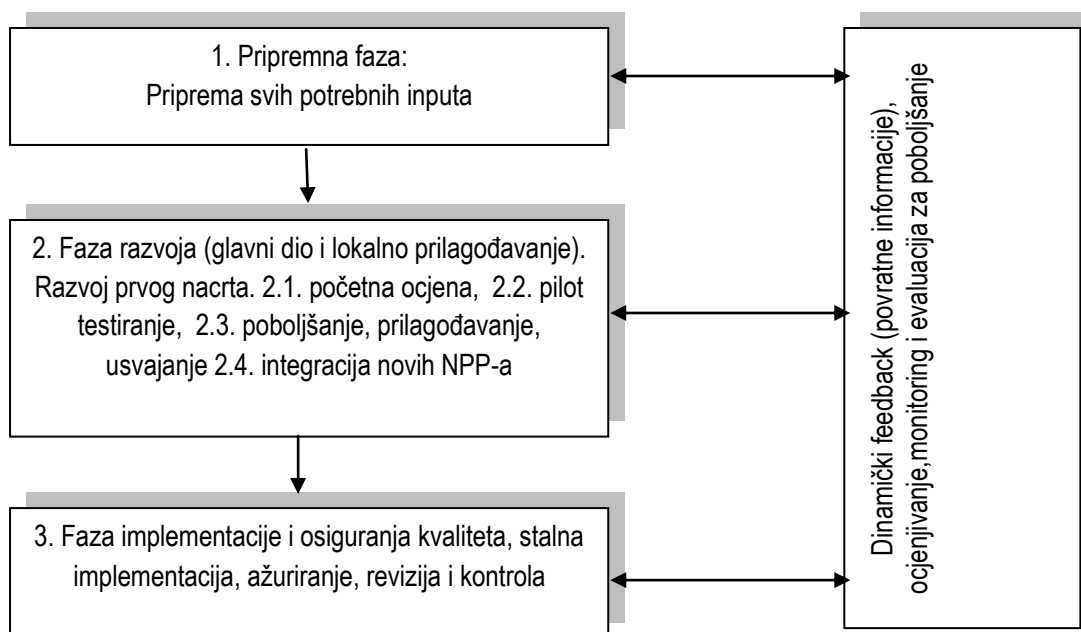 1. Pripremna faza:
Priprema svih potrebnih inputa
2. Faza razvoja (glavni dio i lokalno prilagođavanje).
Razvoj prvog nacrta. 2.1. početna ocjena, 2.2. pilot
testiranje, 2.3. poboljšanje, prilagođavanje,
usvajanje 2.4. integracija novih NPP-a
3. Faza implementacije i osiguranja kvaliteta, stalna
implementacija, ažuriranje, revizija i kontrola
Dinamički feedback (povratne informacije),
ocjenjivanje,monitoring i evaluacija za poboljšanje